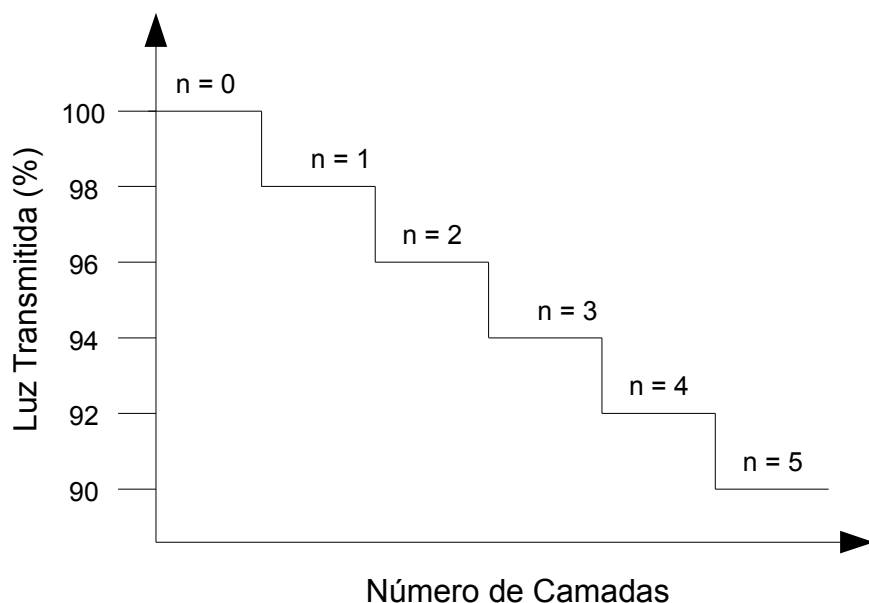 n = 0
100
n = 1
98
n = 2
96
n = 3
94
n = 4
92
n = 5
90
Luz Transmitida (%)
Número de Camadas